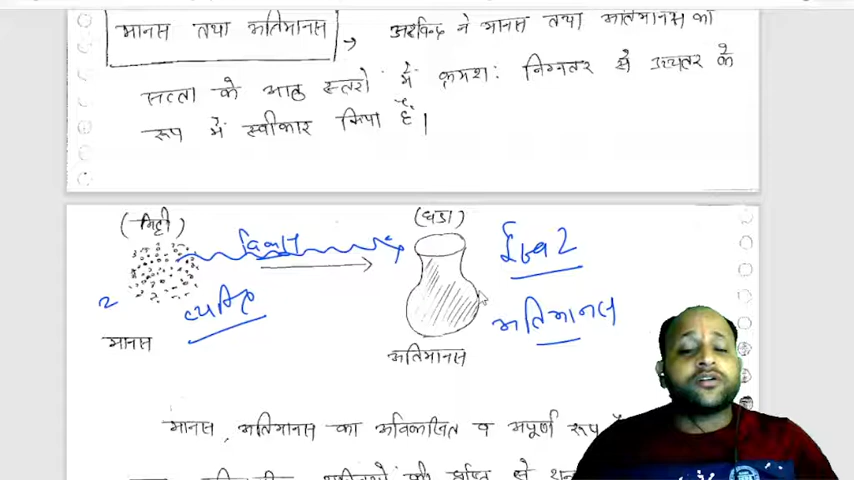 मानस तथा अतिमानस → अरविन्द ने मानस तथा अतिमानस को
सत्ता के आठ स्तरों में क्रमश: निम्नतर से उच्चतर के
रूप में स्वीकार किया है।
(मिट्टी)
(घडा)
विकास
ईश्वर
व्यक्ति
अतिमानस
मानस
अतिमानस
मानस, अतिमानस का अविकसित व अपूर्ण रूप